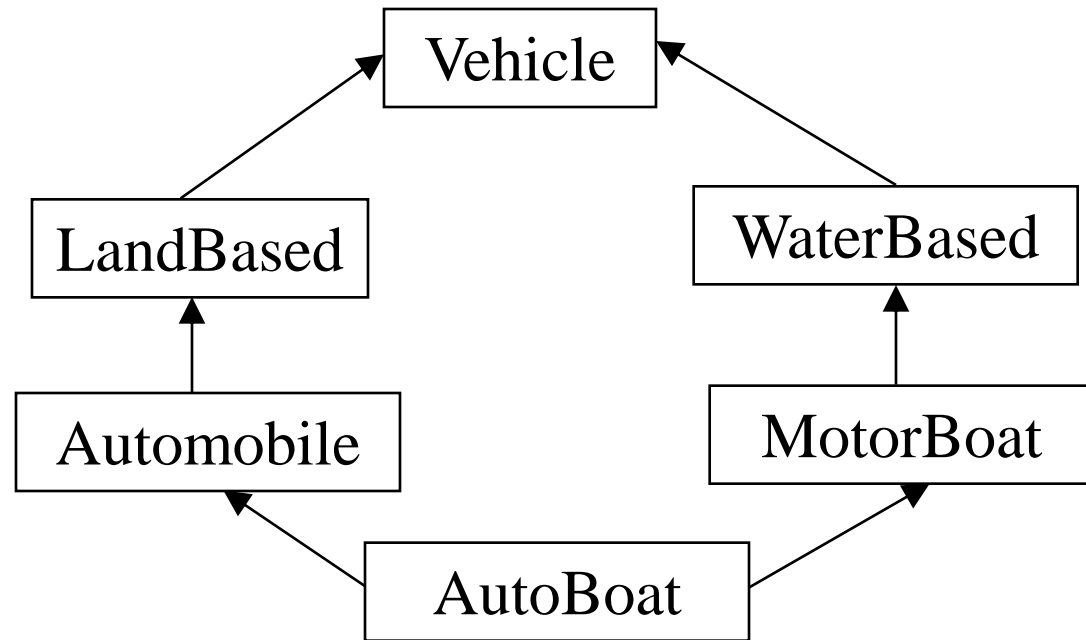 Vehicle
LandBased
WaterBased
Automobile
MotorBoat
AutoBoat